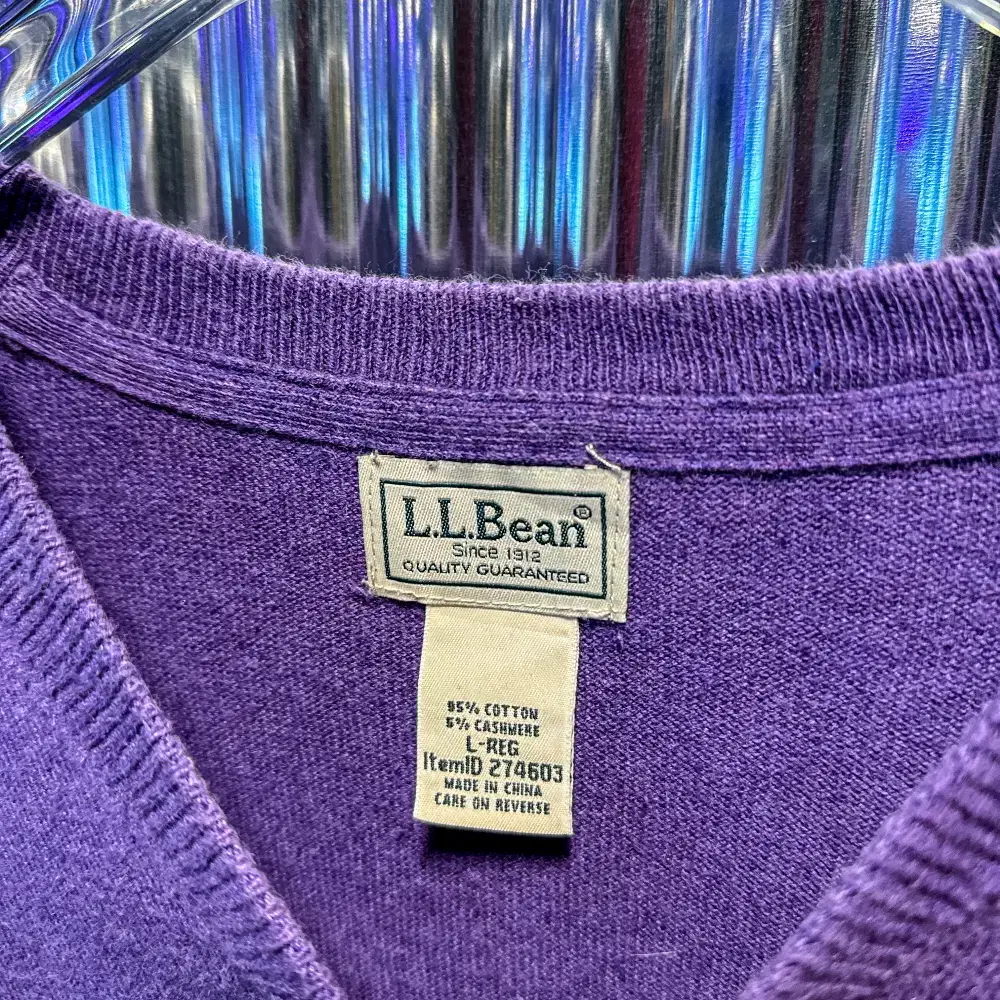 L.L.Bean®
Since 1912
QUALITY GUARANTEED
95% COTTON
5% CASHMERE
L-REG
ItemID 274603
MADE IN CHINA
CARE ON REVERSE